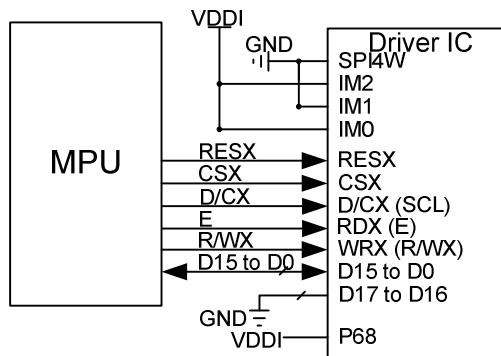 VDDI
GND
Driver IC
SPI4W
IM2
IM1
IM0
MPU
RESX RESX
CSX CSX
D/CX D/CX (SCL)
E RDX (E)
R/WX WRX (R/WX)
D15 to D0 D15 to D0
GND D17 to D16
VDDI P68